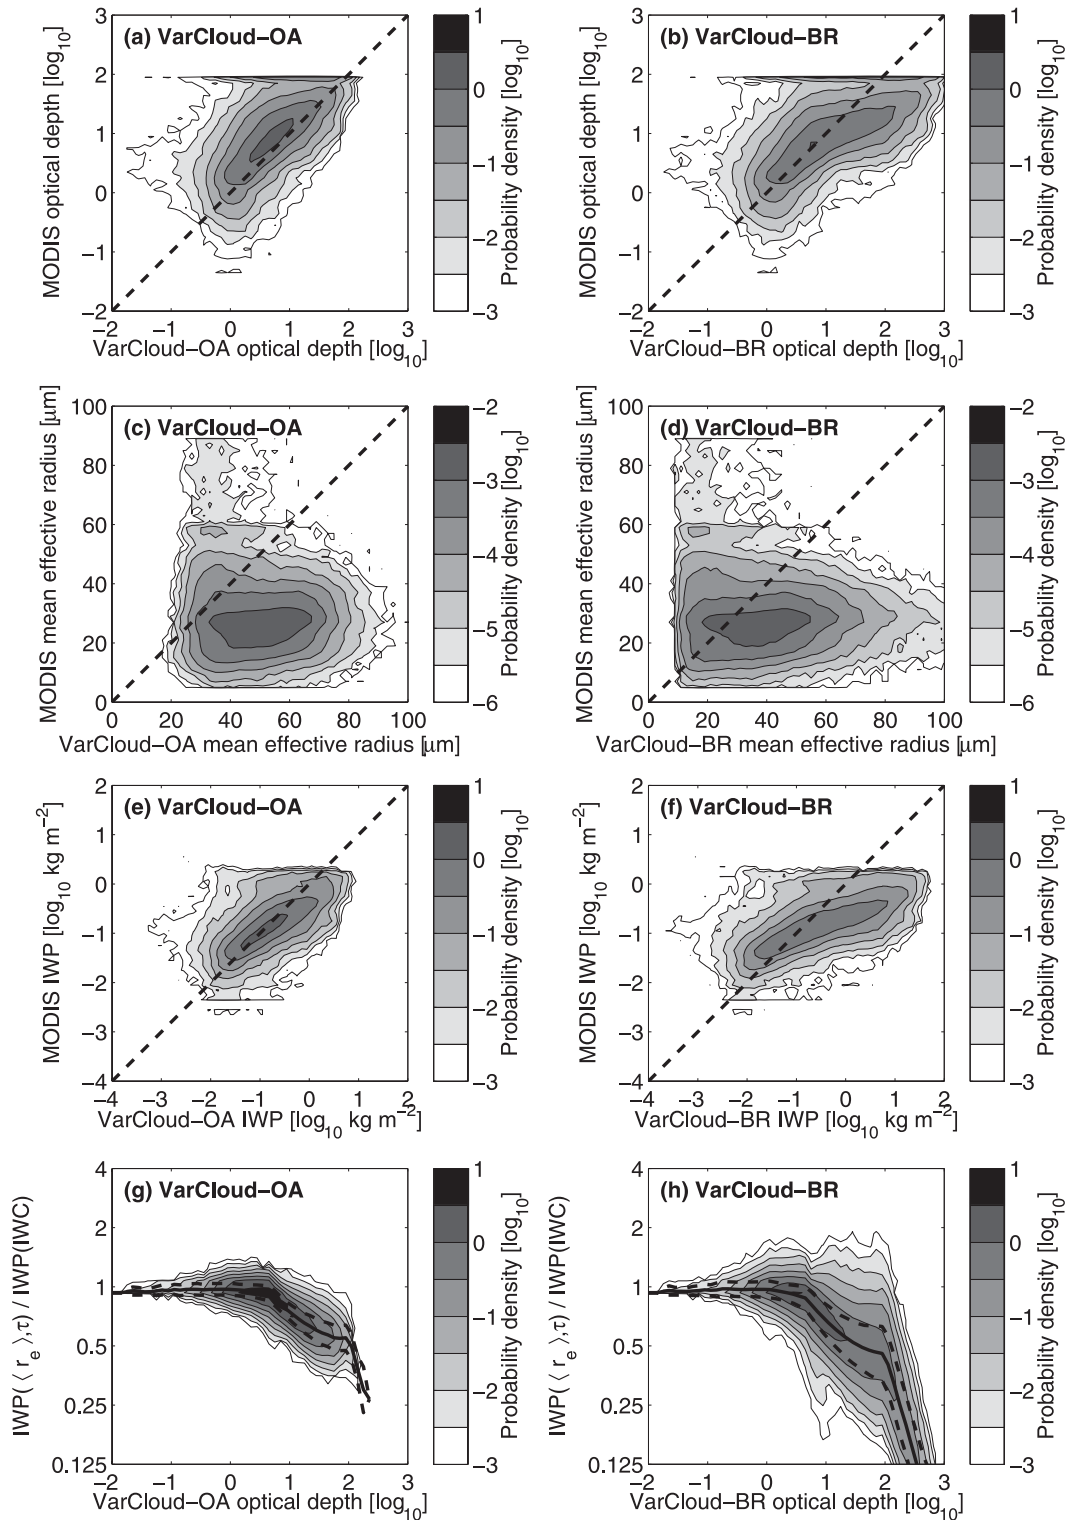 (a) VarCloud−OA
MODIS optical depth [log10]
3
2
1
0
−1
−2
−2 −1 0 1 2 3
VarCloud−OA optical depth [log10]
1
0
−1
−2
−3
Probability density [log10]
(b) VarCloud−BR
MODIS optical depth [log10]
3
2
1
0
−1
−2
−2 −1 0 1 2 3
VarCloud−BR optical depth [log10]
1
0
−1
−2
−3
Probability density [log10]
(c) VarCloud−OA
MODIS mean effective radius [μm]
100
80
60
40
20
0
0 20 40 60 80 100
VarCloud−OA mean effective radius [μm]
−2
−3
−4
−5
−6
Probability density [log10]
(d) VarCloud−BR
MODIS mean effective radius [μm]
100
80
60
40
20
0
0 20 40 60 80 100
VarCloud−BR mean effective radius [μm]
−2
−3
−4
−5
−6
Probability density [log10]
(e) VarCloud−OA
MODIS IWP [log10 kg m−2]
2
1
0
−1
−2
−3
−4
−4 −3 −2 −1 0 1 2
VarCloud−OA IWP [log10 kg m−2]
1
0
−1
−2
−3
Probability density [log10]
(f) VarCloud−BR
MODIS IWP [log10 kg m−2]
2
1
0
−1
−2
−3
−4
−4 −3 −2 −1 0 1 2
VarCloud−BR IWP [log10 kg m−2]
1
0
−1
−2
−3
Probability density [log10]
(g) VarCloud−OA
IWP(⟨ re ⟩,τ) / IWP(IWC)
4
2
1
0.5
0.25
0.125
−2 −1 0 1 2 3
VarCloud−OA optical depth [log10]
1
0
−1
−2
−3
Probability density [log10]
(h) VarCloud−BR
IWP(⟨ re ⟩,τ) / IWP(IWC)
4
2
1
0.5
0.25
0.125
−2 −1 0 1 2 3
VarCloud−BR optical depth [log10]
1
0
−1
−2
−3
Probability density [log10]